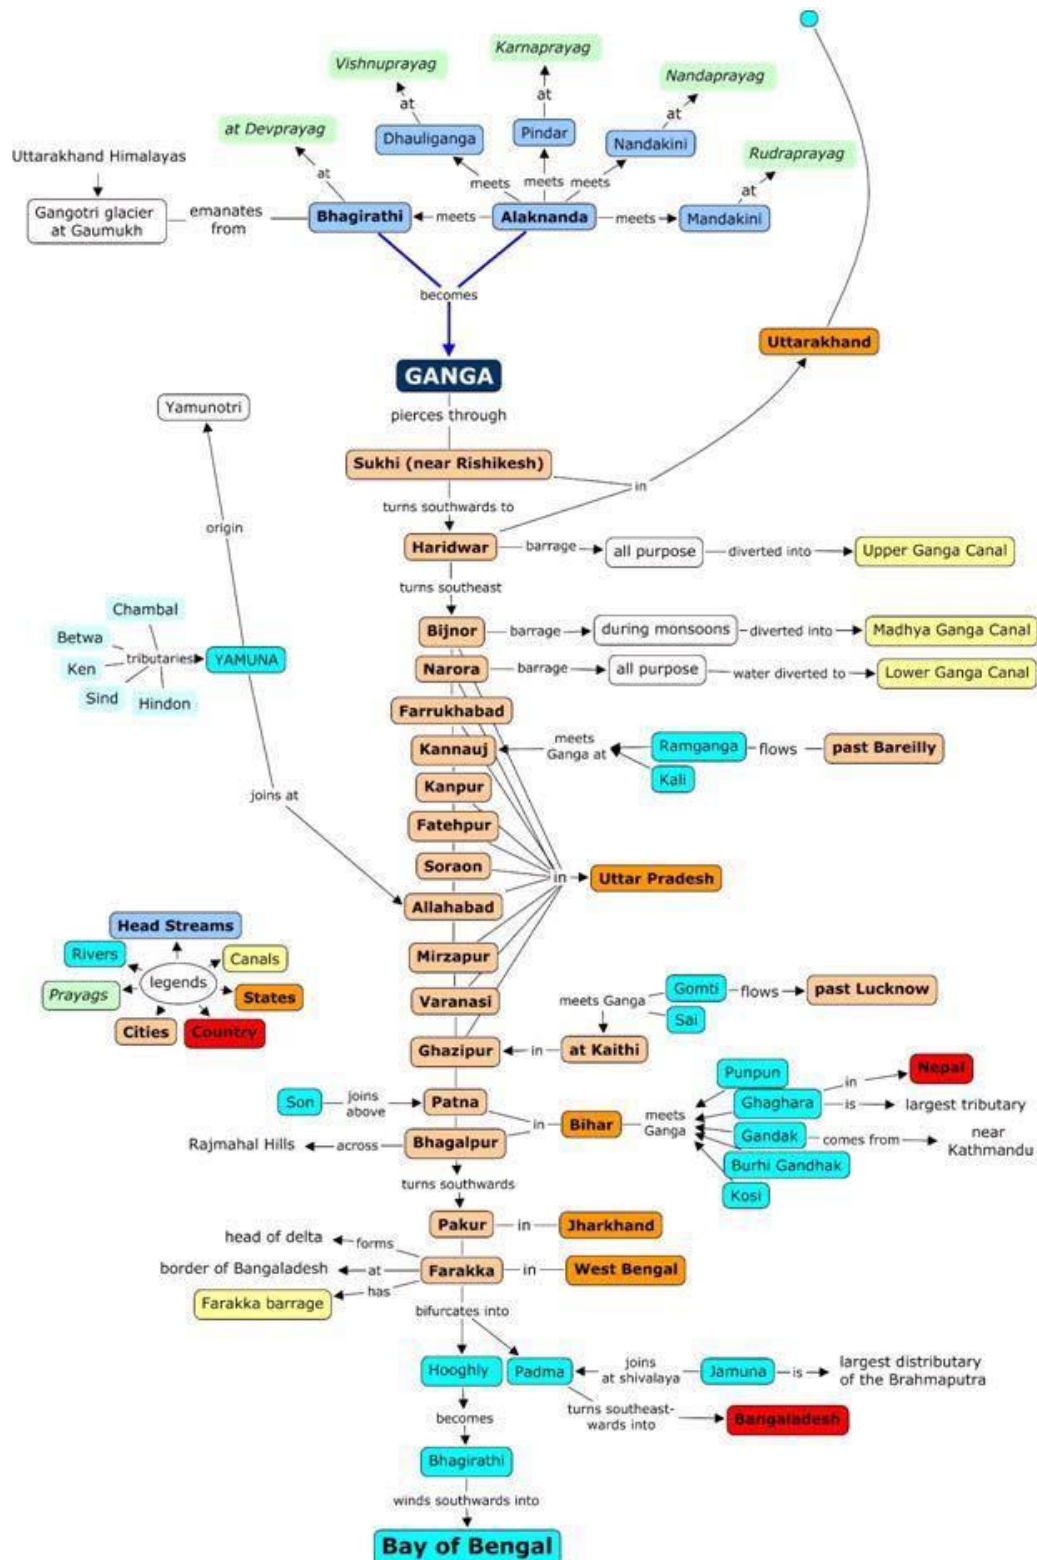 Karnaprayag
Vishnuprayag
Nandaprayag
at
at
at
at Devprayag
Dhauliganga
Pindar
Nandakini
Rudraprayag
Uttarakhand Himalayas
at
meets
meets
meets
at
Gangotri glacier
at Gaumukh
emanates
from
Bhagirathi
meets
Alaknanda
meets
Mandakini
becomes
Uttarakhand
GANGA
Yamunotri
pierces through
Sukhi (near Rishikesh)
in
turns southwards to
origin
Haridwar
barrage
all purpose
diverted into
Upper Ganga Canal
turns southeast
Chambal
Betwa
Ken
Sind
Hindon
tributaries
YAMUNA
Bijnor
barrage
during monsoons
diverted into
Madhya Ganga Canal
Narora
barrage
all purpose
water diverted to
Lower Ganga Canal
Farrukhabad
Kannauj
meets
Ganga at
Ramganga
flows
past Bareilly
Kali
Kanpur
joins at
Fatehpur
Soraon
in
Uttar Pradesh
Allahabad
Head Streams
Rivers
Canals
legends
Prayags
States
Cities
Country
Mirzapur
Varanasi
meets Ganga
Gomti
flows
past Lucknow
Sai
Ghazipur
in
at Kaithi
Son
joins
above
Patna
in
Bihar
meets
Ganga
Punpun
Ghaghara
in
Nepal
is
largest tributary
Gandak
comes from
near
Kathmandu
Burhi Gandhak
Kosi
Rajmahal Hills
across
Bhagalpur
turns southwards
Pakur
in
Jharkhand
head of delta
forms
border of Bangaladesh
at
Farakka
in
West Bengal
Farakka barrage
has
bifurcates into
Hooghly
Padma
joins
at shivalaya
Jamuna
is
largest distributary
of the Brahmaputra
becomes
turns southeast-
wards into
Bangaladesh
Bhagirathi
winds southwards into
Bay of Bengal